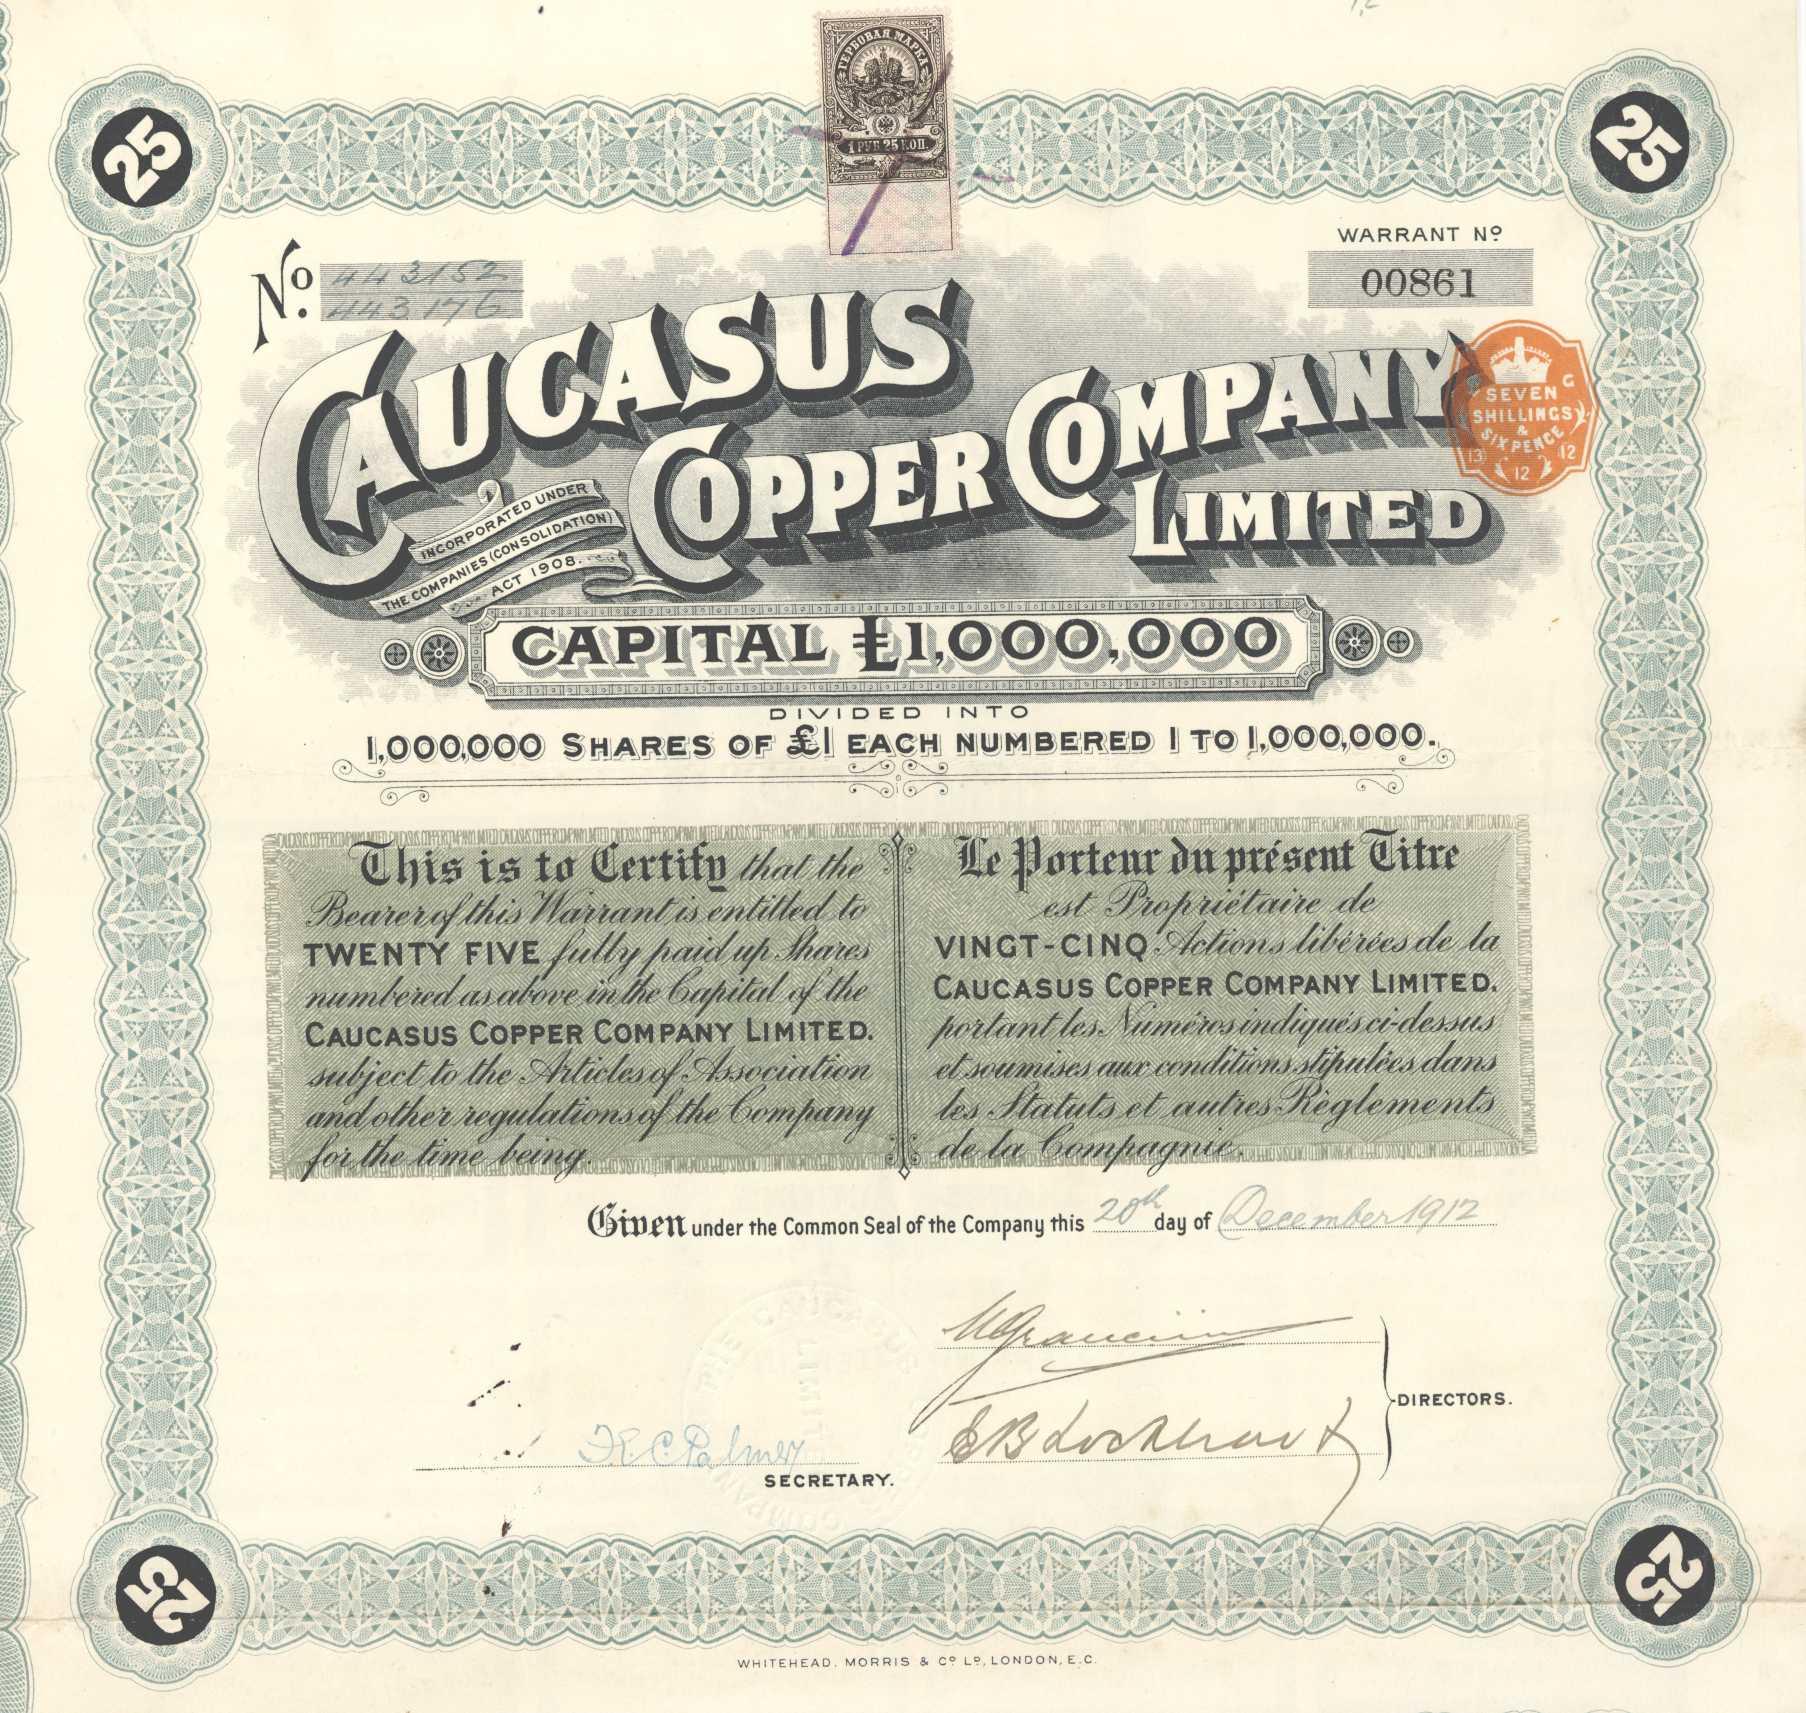 25
25
ГЕРБОВАЯ МАРКА
1 РУБ 25 КОП.
WARRANT Nº
00861
Nº.
443152
443176
CAUCASUS
COPPER COMPANY,
LIMITED
INCORPORATED UNDER
THE COMPANIES (CONSOLIDATION)
ACT 1908.
G
SEVEN
SHILLINGS
&
SIXPENCE
13 12 12
CAPITAL £1,000,000
DIVIDED INTO
1,000,000 SHARES OF £1 EACH NUMBERED 1 TO 1,000,000.
This is to Certify that the
Bearer of this Warrant is entitled to
TWENTY FIVE fully paid up Shares
numbered as above in the Capital of the
CAUCASUS COPPER COMPANY LIMITED.
subject to the Articles of Association
and other regulations of the Company
for the time being.
Le Porteur du présent Titre
est Propriétaire de
VINGT-CINQ Actions libérées de la
CAUCASUS COPPER COMPANY LIMITED.
portant les Numéros indiqués ci-dessus
et soumises aux conditions stipulées dans
les Statuts et autres Règlements
de la Compagnie.
Given under the Common Seal of the Company this 20th day of December 1912
THE CAUCASUS COPPER COMPANY
LIMITED
DIRECTORS.
Palmer
SECRETARY.
25
25
WHITEHEAD, MORRIS & Cº Lº, LONDON, E.C.